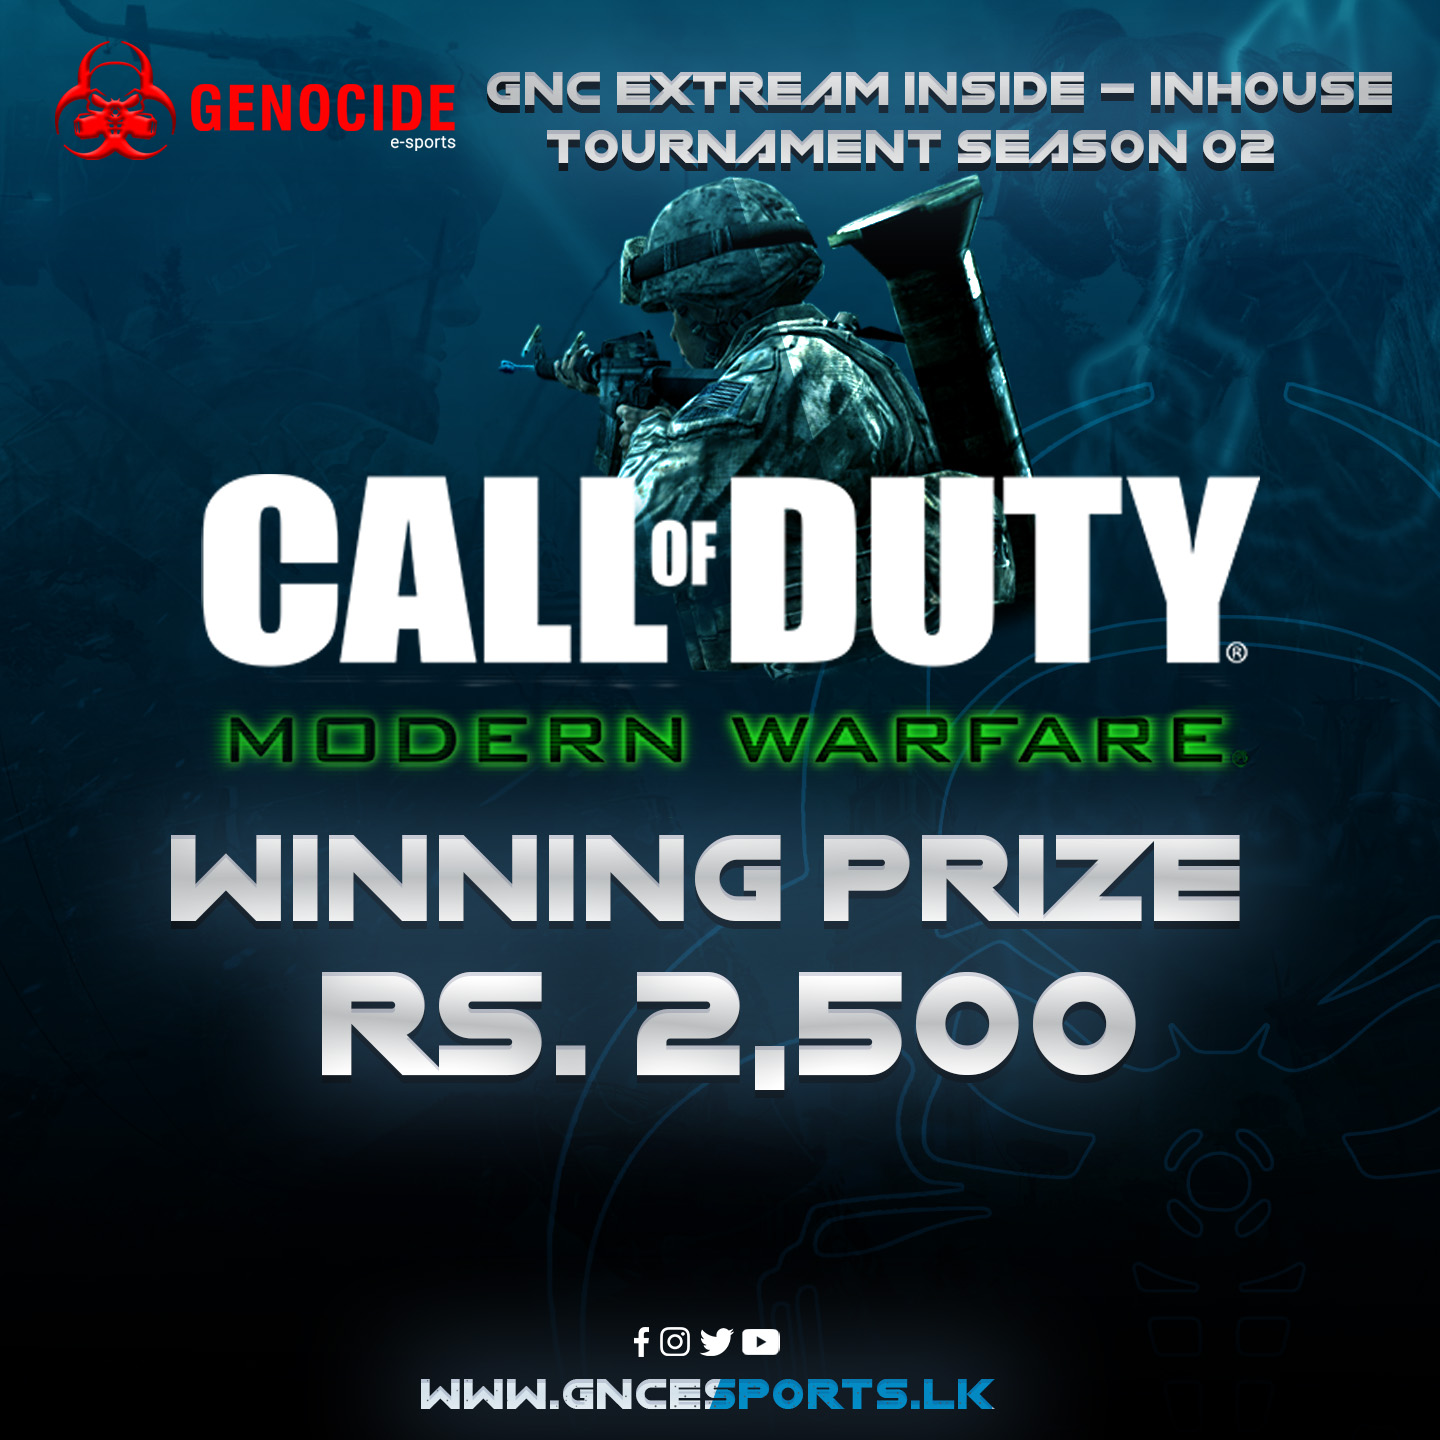 GENOCIDE
e-sports
GNC EXTREAM INSIDE - INHOUSE
TOURNAMENT SEASON 02
CALL OF DUTY®
MODERN WARFARE®
WINNING PRIZE
RS. 2,500
WWW.GNCESPORTS.LK